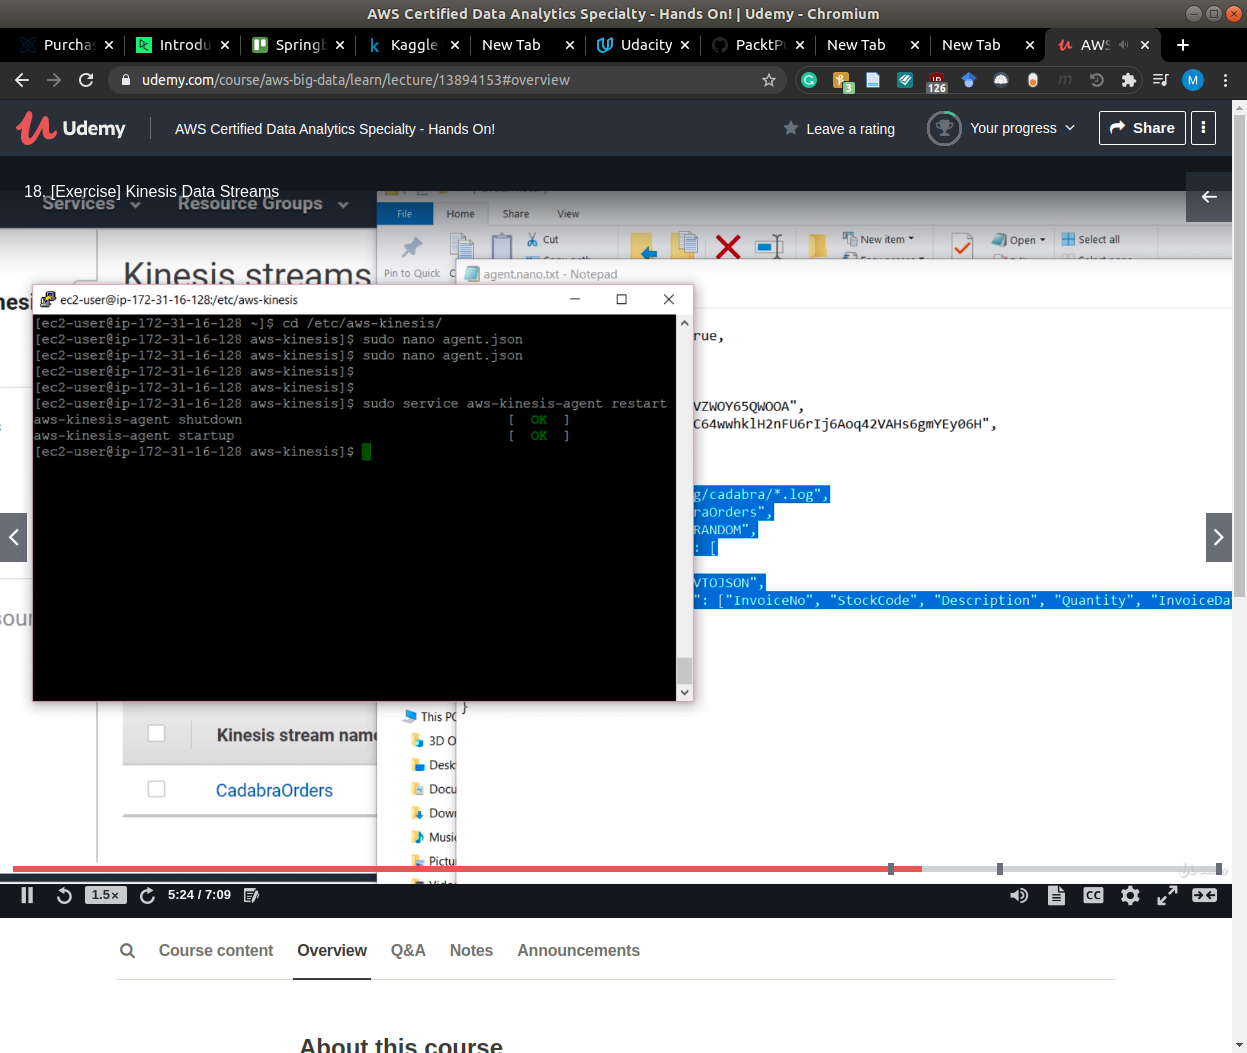 AWS Certified Data Analytics Specialty - Hands On! | Udemy - Chromium
Purcha
Introdu
Spring
Kaggle
New Tab
Udacity
PacktP
New Tab
New Tab
AWS
udemy.com/course/aws-big-data/learn/lecture/13894153#overview
3
126
M
Udemy
AWS Certified Data Analytics Specialty - Hands On!
Leave a rating
Your progress
Share
18. [Exercise] Kinesis Data Streams
Services
Resource Groups
File
Home
Share
View
Cut
New item
Open
Select all
Pin to Quick
Kinesis streams
agent.nano.txt - Notepad
ec2-user@ip-172-31-16-128:/etc/aws-kinesis
[ec2-user@ip-172-31-16-128 ~]$ cd /etc/aws-kinesis/
[ec2-user@ip-172-31-16-128 aws-kinesis]$ sudo nano agent.json
[ec2-user@ip-172-31-16-128 aws-kinesis]$ sudo nano agent.json
[ec2-user@ip-172-31-16-128 aws-kinesis]$
[ec2-user@ip-172-31-16-128 aws-kinesis]$
[ec2-user@ip-172-31-16-128 aws-kinesis]$ sudo service aws-kinesis-agent restart
aws-kinesis-agent shutdown [ OK ]
aws-kinesis-agent startup [ OK ]
[ec2-user@ip-172-31-16-128 aws-kinesis]$
rue,
VZWOY65QWOOA",
C64wwhklH2nFU6rIj6Aoq42VAHs6gmYEy06H",
g/cadabra/*.log",
raOrders",
RANDOM",
: [
VTOJSON",
": ["InvoiceNo", "StockCode", "Description", "Quantity", "InvoiceDa
}
This PC
3D O
Desk
Docu
Down
Music
Pictu
Kinesis stream name
CadabraOrders
1.5×
5:24 / 7:09
CC
Course content
Overview
Q&A
Notes
Announcements
About this course